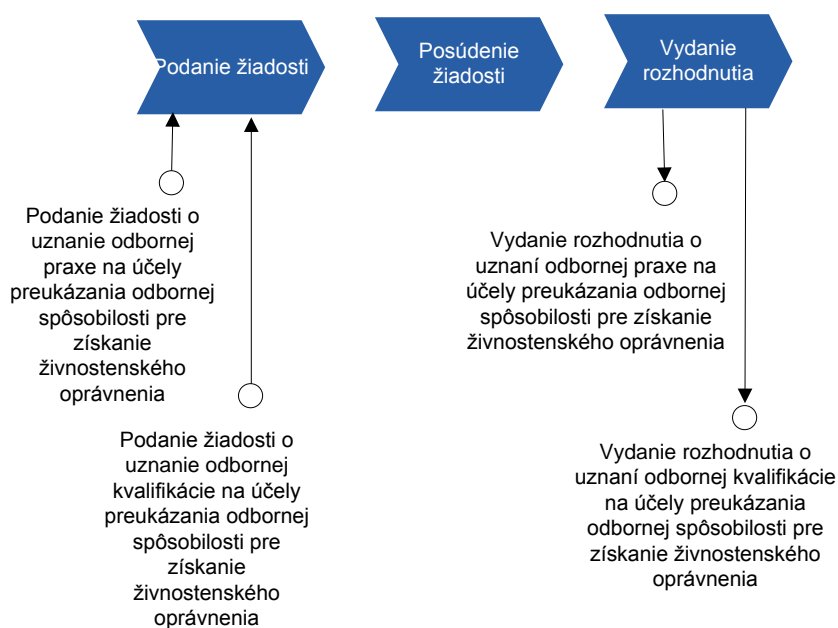 Podanie žiadosti
Posúdenie
žiadosti
Vydanie
rozhodnutia
Podanie žiadosti o
uznanie odbornej
praxe na účely
preukázania odbornej
spôsobilosti pre
získanie
živnostenského
oprávnenia
Vydanie rozhodnutia o
uznaní odbornej praxe na
účely preukázania odbornej
spôsobilosti pre získanie
živnostenského oprávnenia
Podanie žiadosti o
uznanie odbornej
kvalifikácie na účely
preukázania odbornej
spôsobilosti pre
získanie
živnostenského
oprávnenia
Vydanie rozhodnutia o
uznaní odbornej kvalifikácie
na účely preukázania
odbornej spôsobilosti pre
získanie živnostenského
oprávnenia